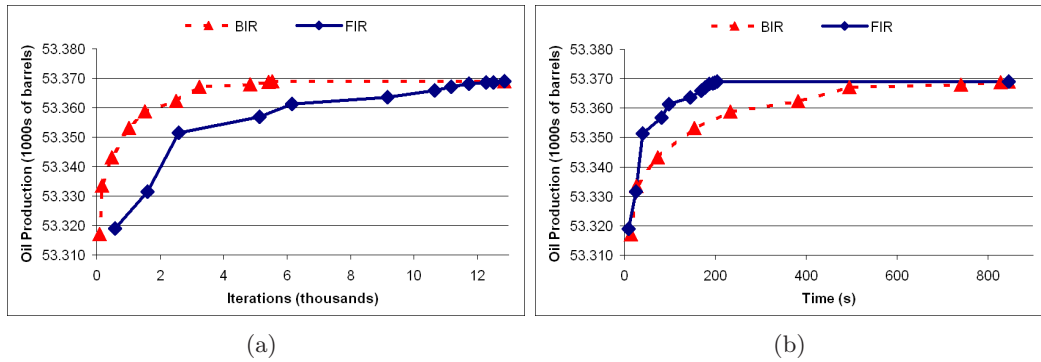 BIR
FIR
Oil Production (1000s of barrels)
53.380
53.370
53.360
53.350
53.340
53.330
53.320
53.310
0
2
4
6
8
10
12
Iterations (thousands)
(a)
BIR
FIR
Oil Production (1000s of barrels)
53.380
53.370
53.360
53.350
53.340
53.330
53.320
53.310
0
200
400
600
800
Time (s)
(b)